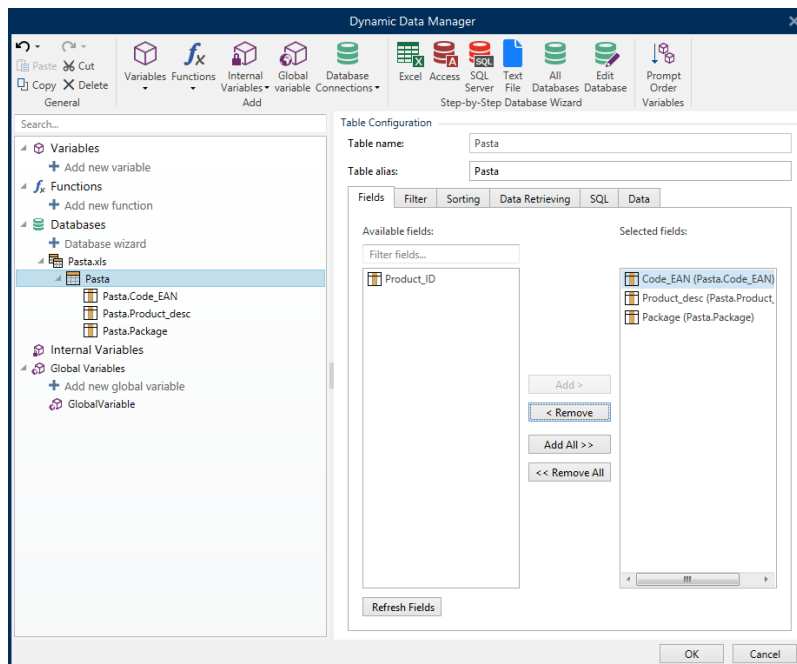 Dynamic Data Manager
Paste
Cut
Copy
Delete
General
Variables
Functions
Internal
Variables
Global
variable
Database
Connections
Add
Excel
Access
SQL
Server
Text
File
All
Databases
Edit
Database
Step-by-Step Database Wizard
Prompt
Order
Variables
Search...
Variables
Add new variable
Functions
Add new function
Databases
Database wizard
Pasta.xls
Pasta
Pasta.Code_EAN
Pasta.Product_desc
Pasta.Package
Internal Variables
Global Variables
Add new global variable
GlobalVariable
Table Configuration
Table name:
Pasta
Table alias:
Pasta
Fields
Filter
Sorting
Data Retrieving
SQL
Data
Available fields:
Filter fields...
Product_ID
Add >
< Remove
Add All >>
<< Remove All
Selected fields:
Code_EAN (Pasta.Code_EAN)
Product_desc (Pasta.Product_
Package (Pasta.Package)
Refresh Fields
OK
Cancel